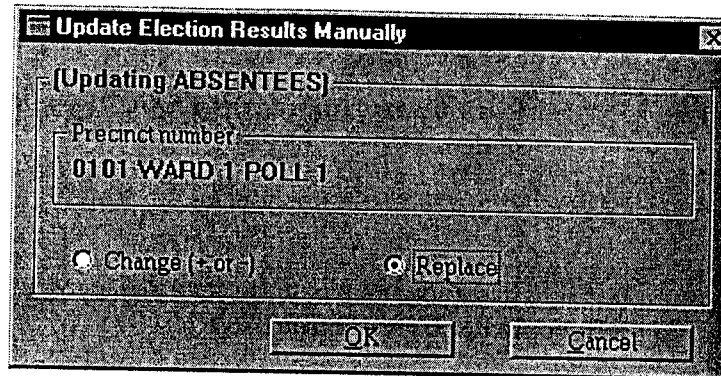 Update Election Results Manually
(Updating ABSENTEES)
Precinct number:
0101 WARD 1 POLL 1
Change (+ or -)
Replace
OK
Cancel